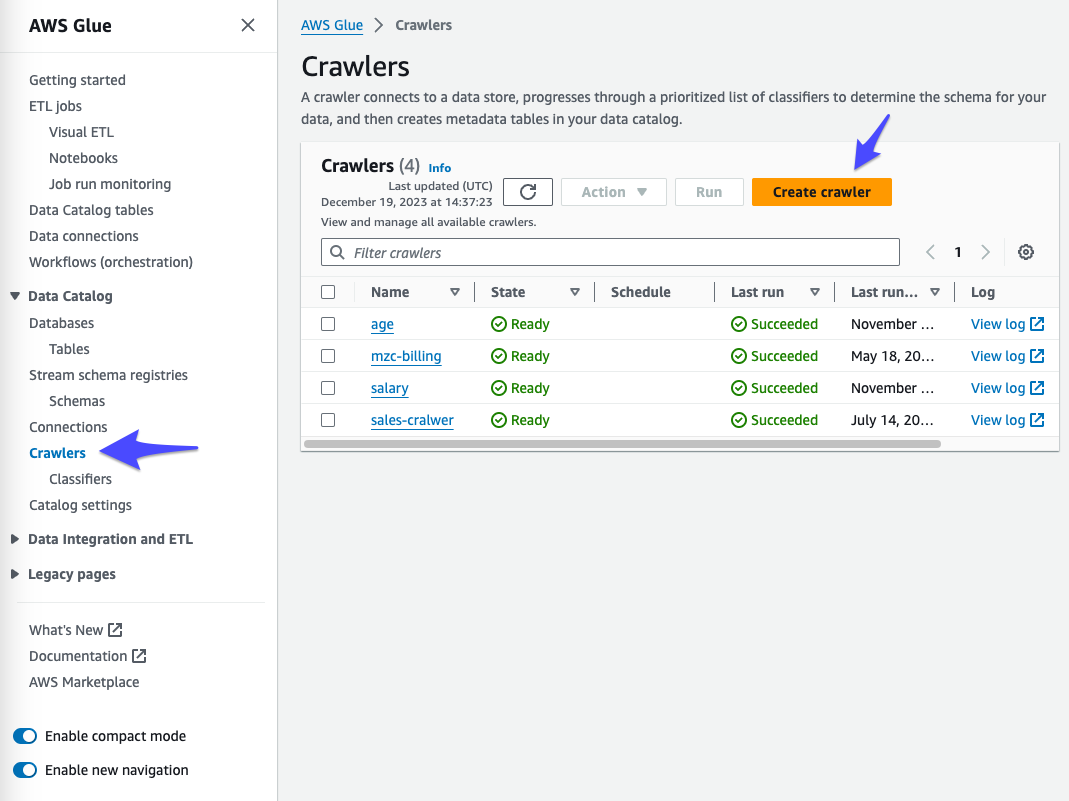 AWS Glue
Getting started
ETL jobs
Visual ETL
Notebooks
Job run monitoring
Data Catalog tables
Data connections
Workflows (orchestration)
Data Catalog
Databases
Tables
Stream schema registries
Schemas
Connections
Crawlers
Classifiers
Catalog settings
Data Integration and ETL
Legacy pages
What's New
Documentation
AWS Marketplace
Enable compact mode
Enable new navigation
AWS Glue > Crawlers
Crawlers
A crawler connects to a data store, progresses through a prioritized list of classifiers to determine the schema for your
data, and then creates metadata tables in your data catalog.
Crawlers (4) Info
Last updated (UTC)
December 19, 2023 at 14:37:23
Action Run Create crawler
View and manage all available crawlers.
Filter crawlers
1
Name State Schedule Last run Last run... Log
age Ready Succeeded November ... View log
mzc-billing Ready Succeeded May 18, 20... View log
salary Ready Succeeded November ... View log
sales-cralwer Ready Succeeded July 14, 20... View log